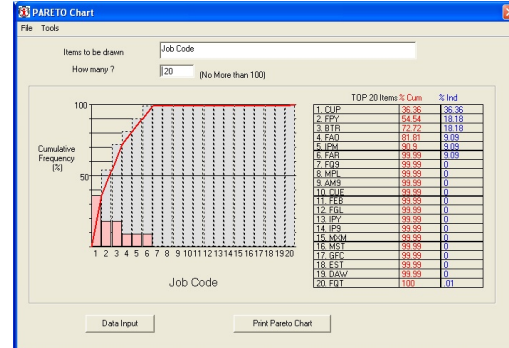 PARETO Chart
File Tools
Items to be drawn Job Code
How many ? 20 (No More than 100)
TOP 20 Items % Cum % Ind
1. CUP 36.36 36.36
2. FPY 54.54 18.18
3. BTR 72.72 18.18
4. FAO 81.81 9.09
5. IPM 90.9 9.09
6. FAR 99.99 9.09
7. FQ9 99.99 0
8. MPL 99.99 0
9. AM9 99.99 0
10. CUE 99.99 0
11. FEB 99.99 0
12. FGL 99.99 0
13. IPY 99.99 0
14. IP9 99.99 0
15. MXM 99.99 0
16. MST 99.99 0
17. GFC 99.99 0
18. EST 99.99 0
19. DAW 99.99 0
20. FQT 100 .01
100
Cumulative
Frequency
(%)
50
1 2 3 4 5 6 7 8 9 10 11 12 13 14 15 16 17 18 19 20
Job Code
Data Input Print Pareto Chart